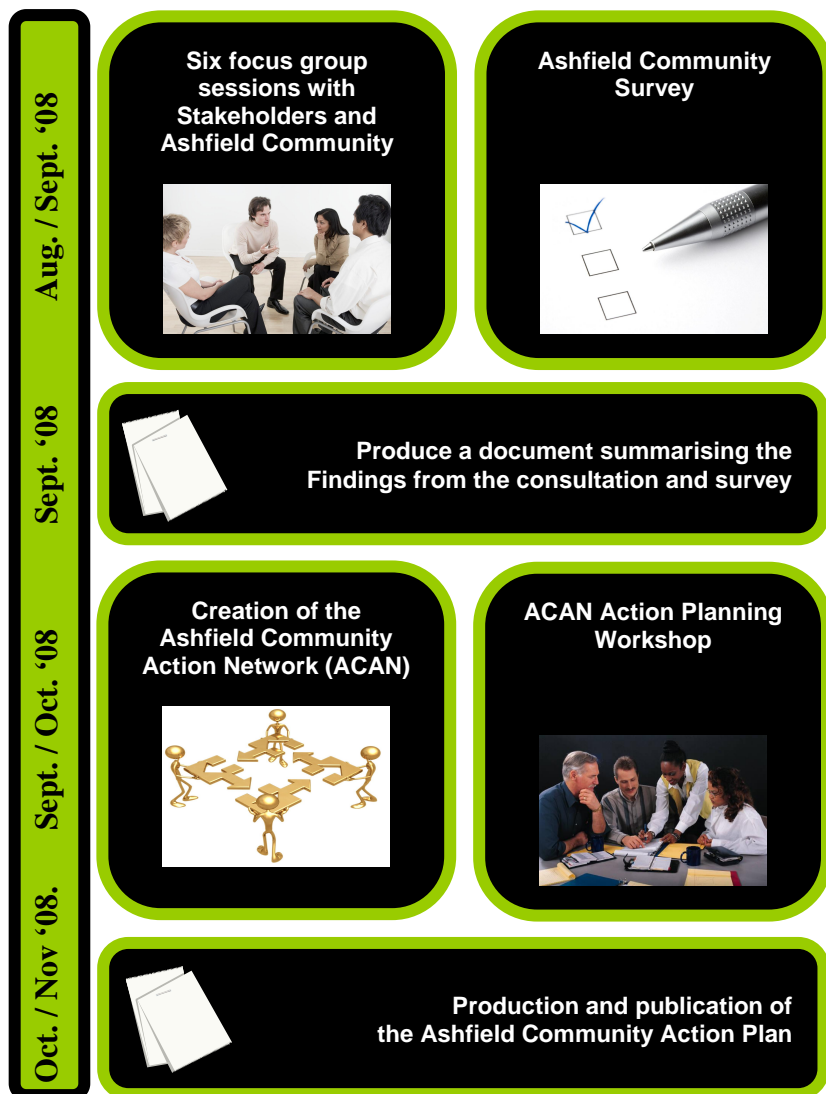 Aug. / Sept. ‘08
Six focus group
sessions with
Stakeholders and
Ashfield Community
Ashfield Community
Survey
Sept. ‘08
Produce a document summarising the
Findings from the consultation and survey
Sept. / Oct. ‘08
Creation of the
Ashfield Community
Action Network (ACAN)
ACAN Action Planning
Workshop
Oct. / Nov ‘08.
Production and publication of
the Ashfield Community Action Plan